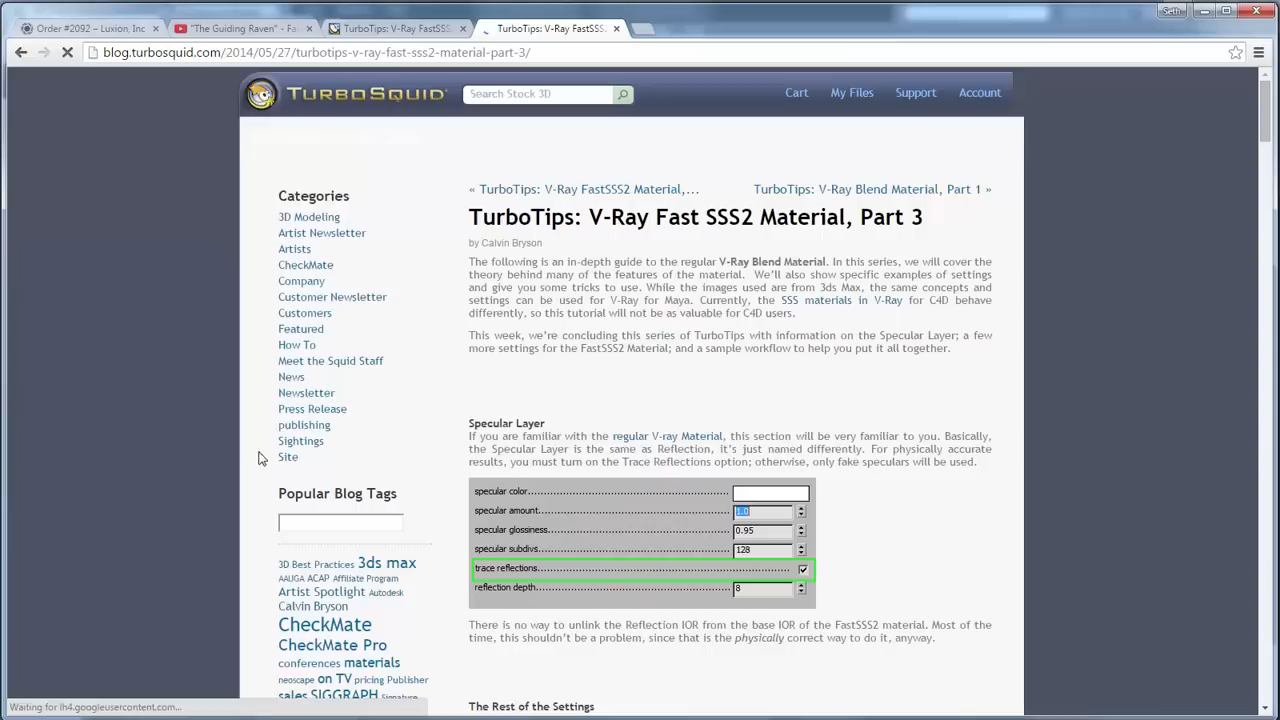 Order #2092 – Luxion, Inc
"The Guiding Raven" - Fa
TurboTips: V-Ray FastSSS
TurboTips: V-Ray FastSSS
Seth
blog.turbosquid.com/2014/05/27/turbotips-v-ray-fast-sss2-material-part-3/
TURBOSQUID
Search Stock 3D
Cart My Files Support Account
« TurboTips: V-Ray FastSSS2 Material,... TurboTips: V-Ray Blend Material, Part 1 »
TurboTips: V-Ray Fast SSS2 Material, Part 3
by Calvin Bryson
The following is an in-depth guide to the regular V-Ray Blend Material. In this series, we will cover the
theory behind many of the features of the material. We'll also show specific examples of settings
and give you some tricks to use. While the images used are from 3ds Max, the same concepts and
settings can be used for V-Ray for Maya. Currently, the SSS materials in V-Ray for C4D behave
differently, so this tutorial will not be as valuable for C4D users.
This week, we're concluding this series of TurboTips with information on the Specular Layer; a few
more settings for the FastSSS2 Material; and a sample workflow to help you put it all together.
Specular Layer
If you are familiar with the regular V-ray Material, this section will be very familiar to you. Basically,
the Specular Layer is the same as Reflection, it's just named differently. For physically accurate
results, you must turn on the Trace Reflections option; otherwise, only fake speculars will be used.
specular color
specular amount 1.0
specular glossiness 0.95
specular subdivs 128
trace reflections
reflection depth 8
There is no way to unlink the Reflection IOR from the base IOR of the FastSSS2 material. Most of the
time, this shouldn't be a problem, since that is the physically correct way to do it, anyway.
The Rest of the Settings
Categories
3D Modeling
Artist Newsletter
Artists
CheckMate
Company
Customer Newsletter
Customers
Featured
How To
Meet the Squid Staff
News
Newsletter
Press Release
publishing
Sightings
Site
Popular Blog Tags
3D Best Practices 3ds max
AAUGA ACAP Affiliate Program
Artist Spotlight Autodesk
Calvin Bryson
CheckMate
CheckMate Pro
conferences materials
neoscape on TV pricing Publisher
sales SIGGRAPH Signature
Waiting for lh4.googleusercontent.com...